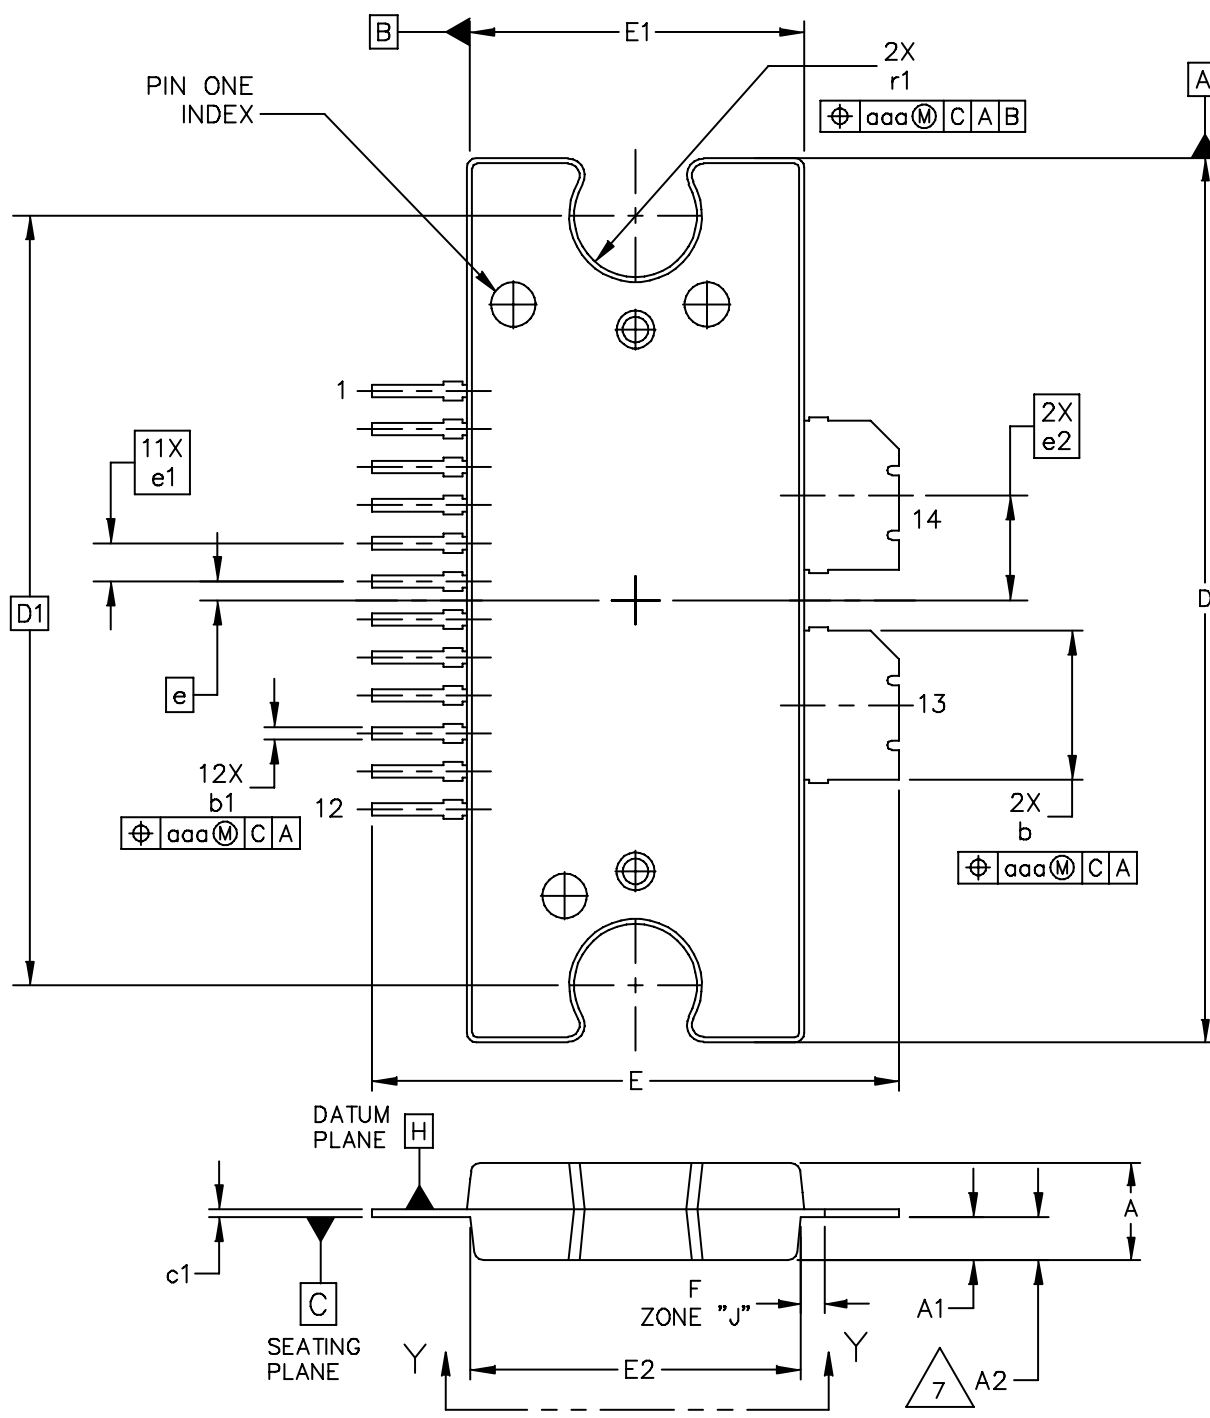 B
E1
2X
r1
⌖ aaa Ⓜ C A B
A
PIN ONE
INDEX
1
11X
e1
2X
e2
14
D1
D
e
13
12X
b1
⌖ aaa Ⓜ C A
12
2X
b
⌖ aaa Ⓜ C A
E
DATUM
PLANE
H
A
c1
C
SEATING
PLANE
F
ZONE "J"
A1
Y
Y
E2
7
A2